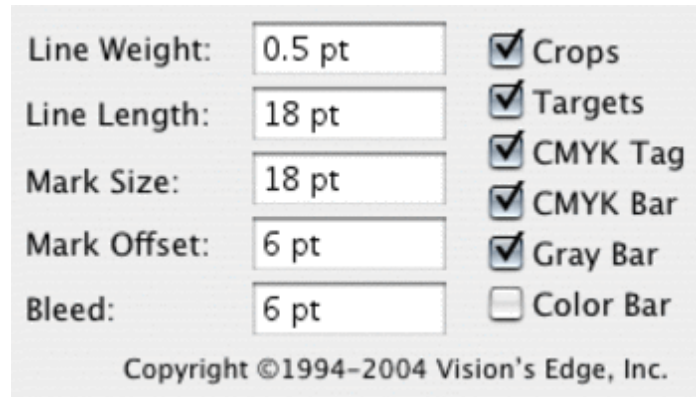 Line Weight: 0.5 pt Crops
Line Length: 18 pt Targets
Mark Size: 18 pt CMYK Tag
Mark Offset: 6 pt CMYK Bar
Bleed: 6 pt Gray Bar
Color Bar
Copyright ©1994-2004 Vision's Edge, Inc.